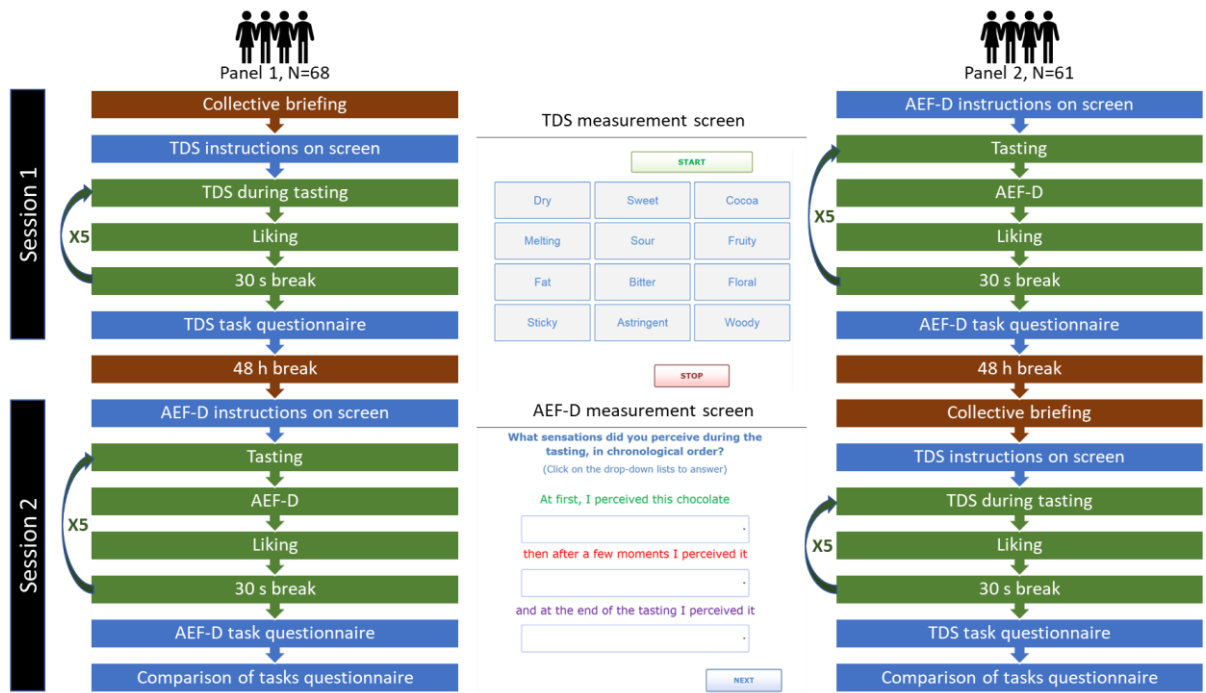 Panel 1, N=68
Session 1
Collective briefing
TDS instructions on screen
TDS during tasting
Liking
X5
30 s break
TDS task questionnaire
48 h break
Session 2
AEF-D instructions on screen
Tasting
AEF-D
X5
Liking
30 s break
AEF-D task questionnaire
Comparison of tasks questionnaire
TDS measurement screen
START
Dry Sweet Cocoa
Melting Sour Fruity
Fat Bitter Floral
Sticky Astringent Woody
STOP
AEF-D measurement screen
What sensations did you perceive during the
tasting, in chronological order?
(Click on the drop-down lists to answer)
At first, I perceived this chocolate
then after a few moments I perceived it
and at the end of the tasting I perceived it
NEXT
Panel 2, N=61
AEF-D instructions on screen
Tasting
AEF-D
X5
Liking
30 s break
AEF-D task questionnaire
48 h break
Collective briefing
TDS instructions on screen
TDS during tasting
X5
Liking
30 s break
TDS task questionnaire
Comparison of tasks questionnaire